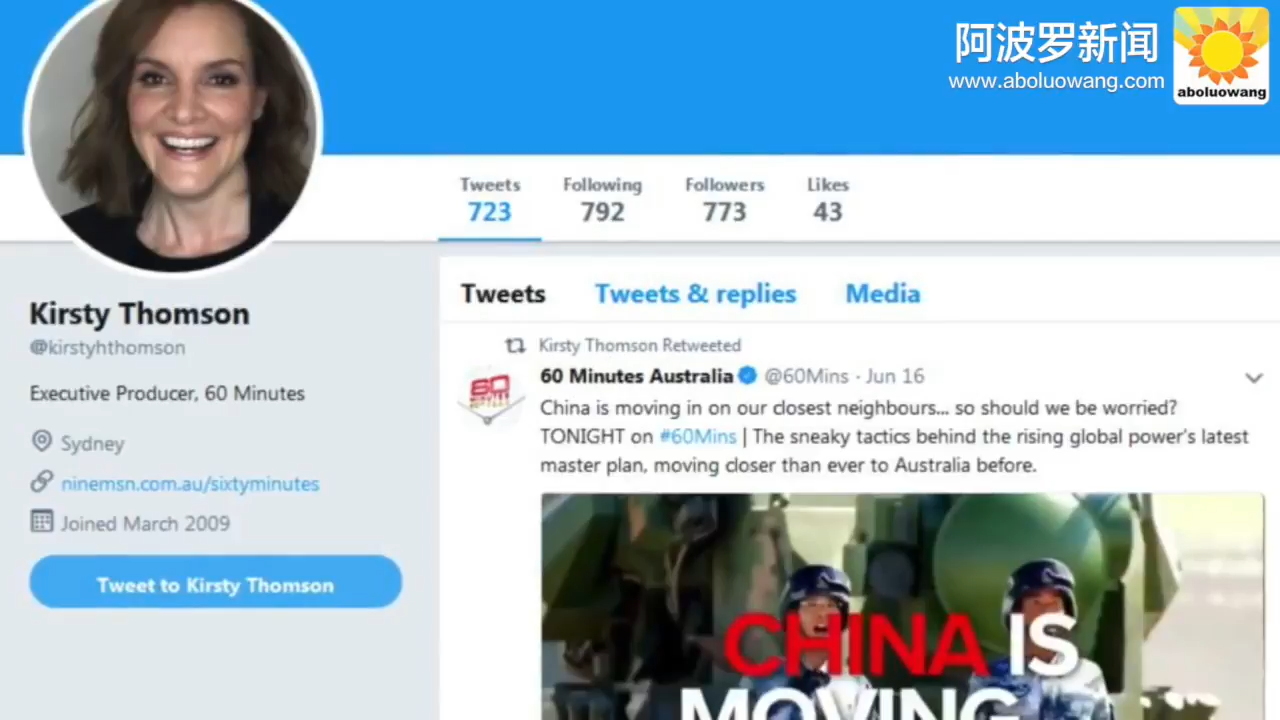 阿波罗新闻
www.aboluowang.com
aboluowang
Tweets
723
Following
792
Followers
773
Likes
43
Kirsty Thomson
@kirstyhthomson
Executive Producer, 60 Minutes
Sydney
ninemsn.com.au/sixtyminutes
Joined March 2009
Tweet to Kirsty Thomson
Tweets Tweets & replies Media
Kirsty Thomson Retweeted
60 Minutes Australia @60Mins · Jun 16
China is moving in on our closest neighbours... so should we be worried?
TONIGHT on #60Mins | The sneaky tactics behind the rising global power's latest
master plan, moving closer than ever to Australia before.
60
CHINA IS
MOVING